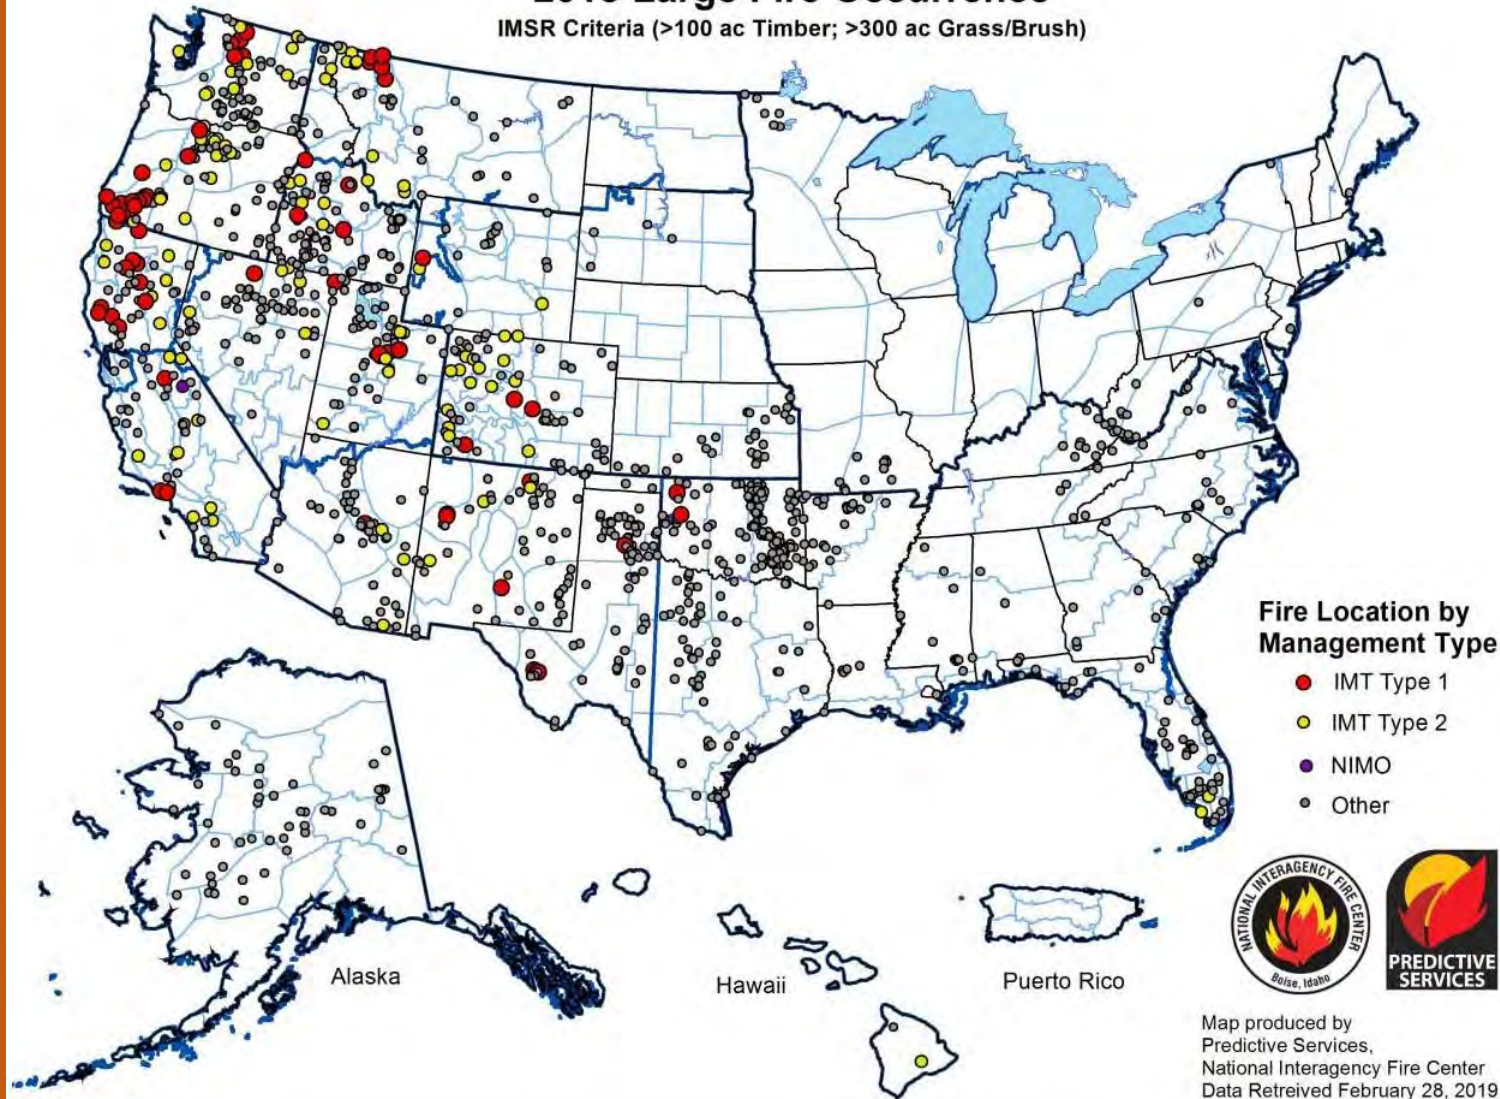 IMSR Criteria (>100 ac Timber; >300 ac Grass/Brush)
Fire Location by
Management Type
IMT Type 1
IMT Type 2
NIMO
Other
Alaska
Hawaii
Puerto Rico
NATIONAL INTERAGENCY FIRE CENTER
Boise, Idaho
PREDICTIVE
SERVICES
Map produced by
Predictive Services,
National Interagency Fire Center
Data Retreived February 28, 2019